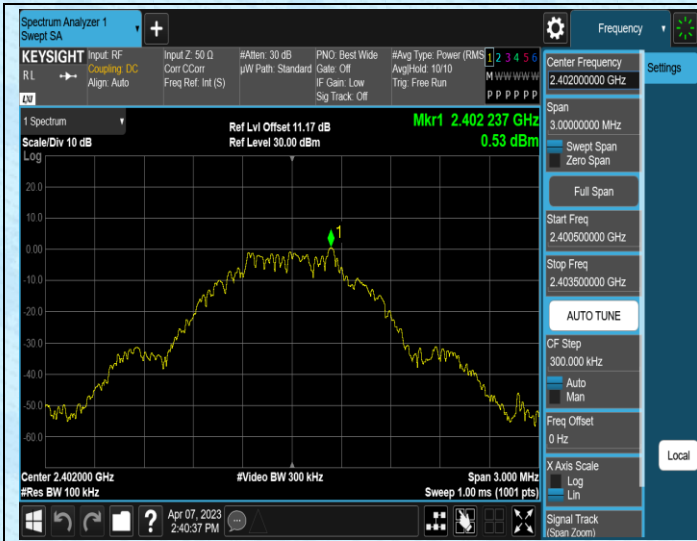 Spectrum Analyzer 1
Swept SA
Frequency
KEYSIGHT
RL
LXI
Input: RF
Coupling: DC
Align: Auto
Input Z: 50 Ω
Corr CCorr
Freq Ref: Int (S)
#Atten: 30 dB
µW Path: Standard
PNO: Best Wide
Gate: Off
IF Gain: Low
Sig Track: Off
#Avg Type: Power (RMS
Avg|Hold: 10/10
Trig: Free Run
1 2 3 4 5 6
M W W W W W
P P P P P P
Center Frequency
2.402000000 GHz
Settings
Span
3.00000000 MHz
Swept Span
Zero Span
Full Span
Start Freq
2.400500000 GHz
Stop Freq
2.403500000 GHz
AUTO TUNE
CF Step
300.000 kHz
Auto
Man
Freq Offset
0 Hz
X Axis Scale
Log
Lin
Signal Track
(Span Zoom)
Local
1 Spectrum
Scale/Div 10 dB
Ref Lvl Offset 11.17 dB
Ref Level 30.00 dBm
Mkr1 2.402 237 GHz
0.53 dBm
Log
20.0
10.0
0.00
-10.0
-20.0
-30.0
-40.0
-50.0
-60.0
1
Center 2.402000 GHz
#Res BW 100 kHz
#Video BW 300 kHz
Span 3.000 MHz
Sweep 1.00 ms (1001 pts)
Apr 07, 2023
2:40:37 PM